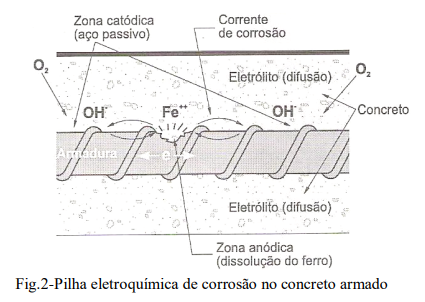 Zona catódica
(aço passivo)
Corrente
de corrosão
O₂
Eletrólito (difusão)
O₂
OH⁻
Fe⁺⁺
OH⁻
Concreto
Armadura
e⁻
Eletrólito (difusão)
Zona anódica
(dissolução do ferro)
Fig.2-Pilha eletroquímica de corrosão no concreto armado